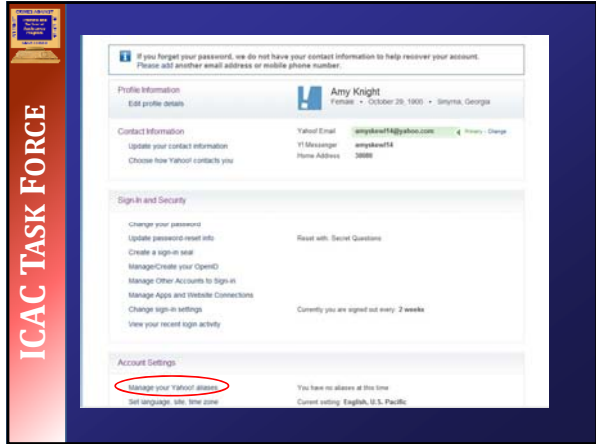 ICAC TASK FORCE
If you forget your password, we do not have your contact information to help recover your account.
Please add another email address or mobile phone number.
Profile Information
Edit profile details
Amy Knight
Female • October 29, • Smyrna, Georgia
Contact Information
Update your contact information
Choose how Yahoo! contacts you
Yahoo! Email amyskewl14@yahoo.com Primary - Change
Y! Messenger amyskewl14
Home Address
Sign-In and Security
Change your password
Update password-reset info Reset with: Secret Questions
Create a sign-in seal
Manage/Create your OpenID
Manage Other Accounts to Sign-in
Manage Apps and Website Connections
Change sign-in settings Currently you are signed out every: 2 weeks
View your recent login activity
Account Settings
Manage your Yahoo! aliases You have no aliases at this time
Set language, site, time zone Current setting: English, U.S. Pacific